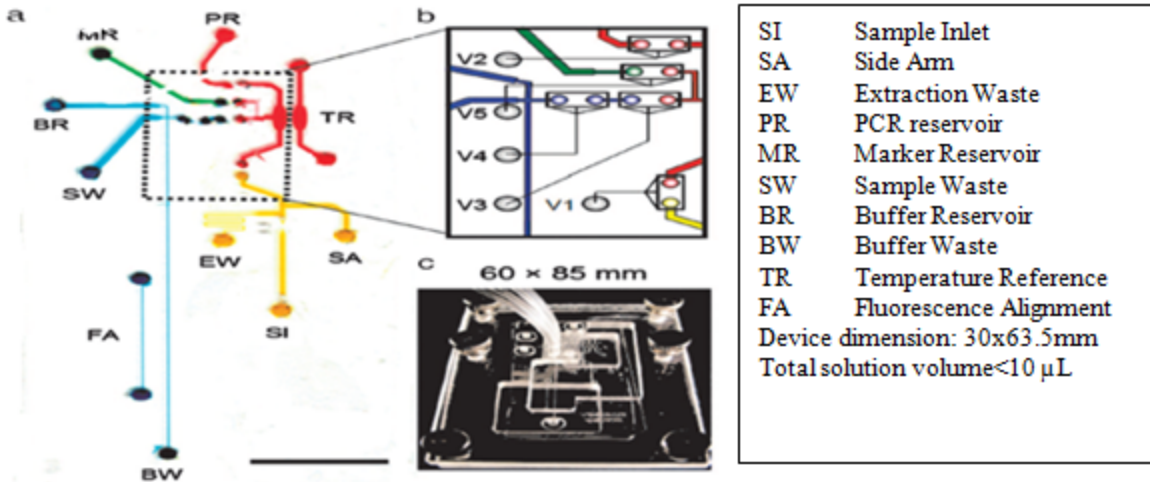 a
PR
MR
BR
TR
SW
EW
SA
SI
FA
BW
b
V2
V5
V4
V3
V1
c
60 × 85 mm
SI Sample Inlet
SA Side Arm
EW Extraction Waste
PR PCR reservoir
MR Marker Reservoir
SW Sample Waste
BR Buffer Reservoir
BW Buffer Waste
TR Temperature Reference
FA Fluorescence Alignment
Device dimension: 30x63.5mm
Total solution volume<10 µL